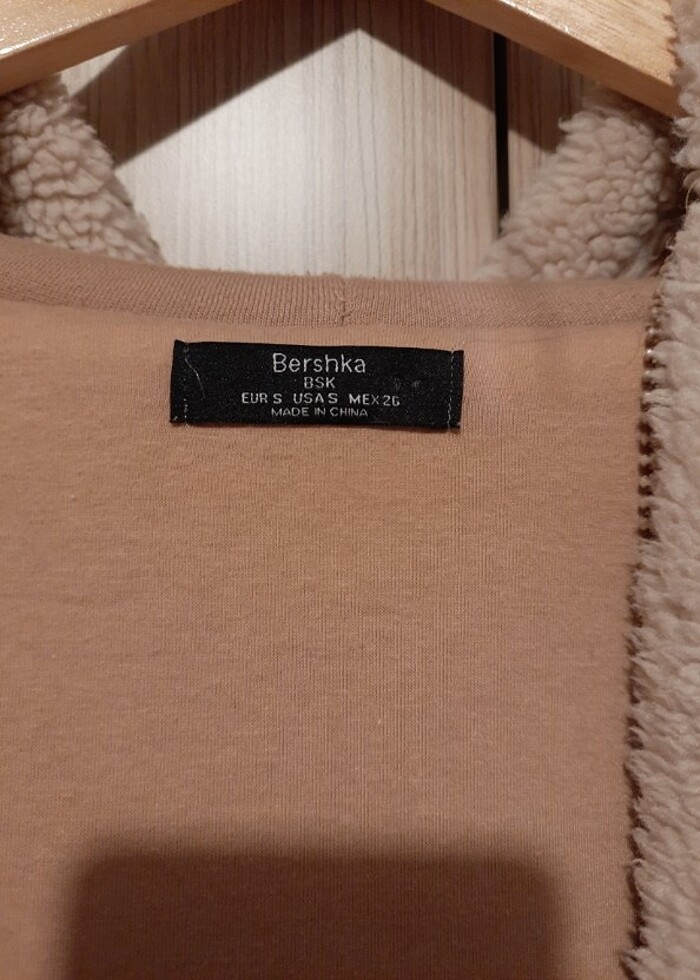 Bershka
BSK
EUR S USA S MEX 26
MADE IN CHINA